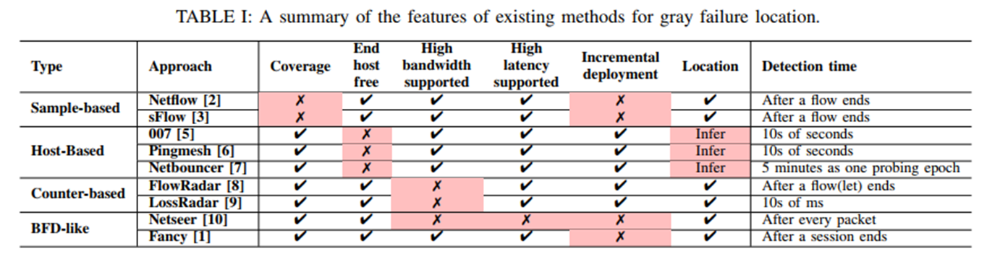 TABLE I: A summary of the features of existing methods for gray failure location.
Type Approach Coverage End host free High bandwidth supported High latency supported Incremental deployment Location Detection time
Sample-based Netflow [2] ✗ ✔ ✔ ✔ ✗ ✔ After a flow ends
sFlow [3] ✗ ✔ ✔ ✔ ✗ ✔ After a flow ends
Host-Based 007 [5] ✔ ✗ ✔ ✔ ✔ Infer 10s of seconds
Pingmesh [6] ✔ ✗ ✔ ✔ ✔ Infer 10s of seconds
Netbouncer [7] ✔ ✗ ✔ ✔ ✔ Infer 5 minutes as one probing epoch
Counter-based FlowRadar [8] ✔ ✔ ✗ ✔ ✔ ✔ After a flow(let) ends
LossRadar [9] ✔ ✔ ✗ ✔ ✔ ✔ 10s of ms
BFD-like Netseer [10] ✔ ✔ ✗ ✗ ✗ ✔ After every packet
Fancy [1] ✔ ✔ ✔ ✔ ✗ ✔ After a session ends